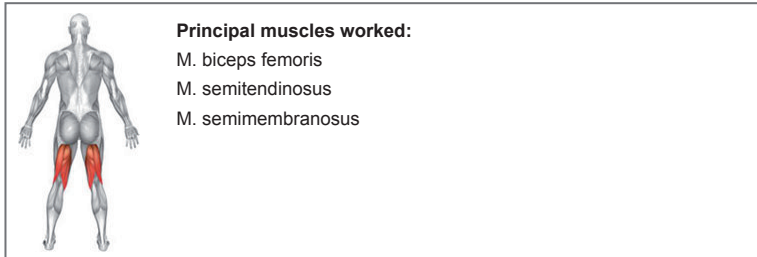 Principal muscles worked:
M. biceps femoris
M. semitendinosus
M. semimembranosus